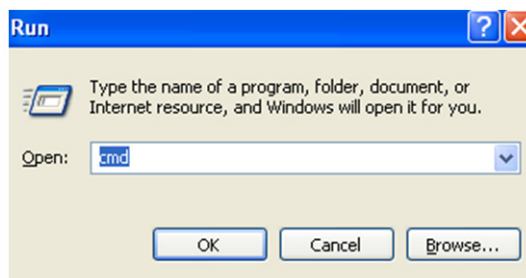 Run
Type the name of a program, folder, document, or
Internet resource, and Windows will open it for you.
Open: cmd
OK Cancel Browse...